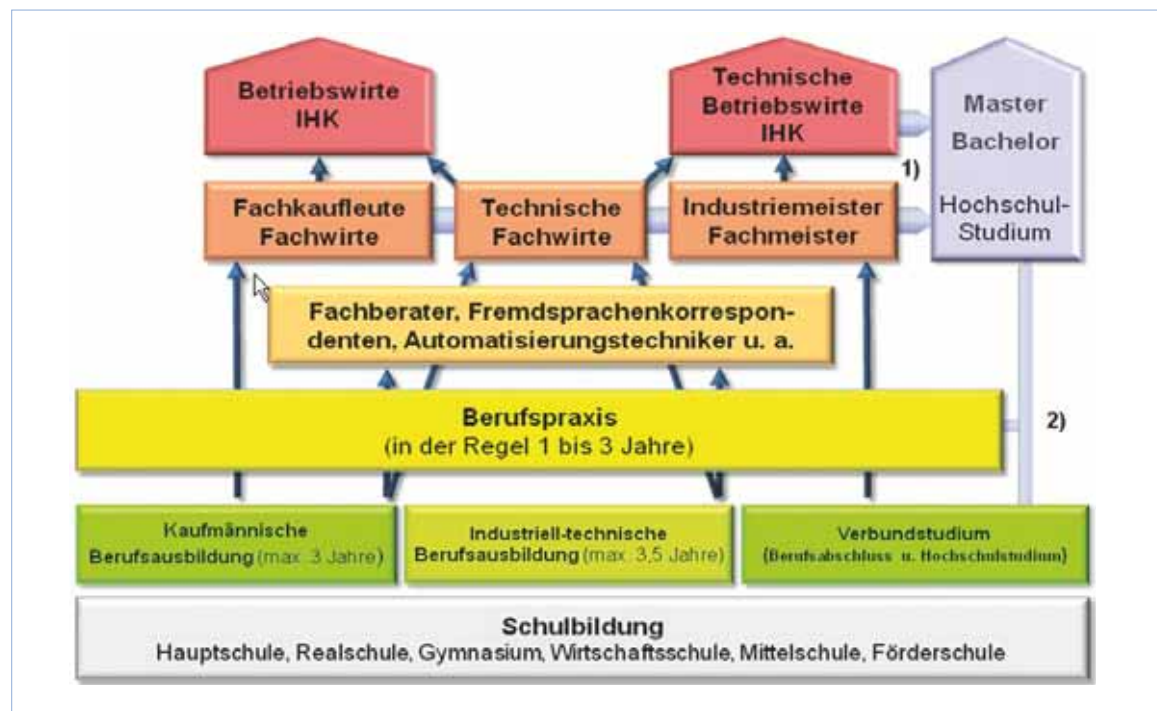 Betriebswirte
IHK
Technische
Betriebswirte
IHK
Master
Bachelor
Hochschul-
Studium
1)
Fachkaufleute
Fachwirte
Technische
Fachwirte
Industriemeister
Fachmeister
Fachberater, Fremdsprachenkorrespon-
denten, Automatisierungstechniker u. a.
Berufspraxis
(in der Regel 1 bis 3 Jahre)
2)
Kaufmännische
Berufsausbildung (max. 3 Jahre)
Industriell-technische
Berufsausbildung (max. 3,5 Jahre)
Verbundstudium
(Berufsabschluss u. Hochschulstudium)
Schulbildung
Hauptschule, Realschule, Gymnasium, Wirtschaftsschule, Mittelschule, Förderschule